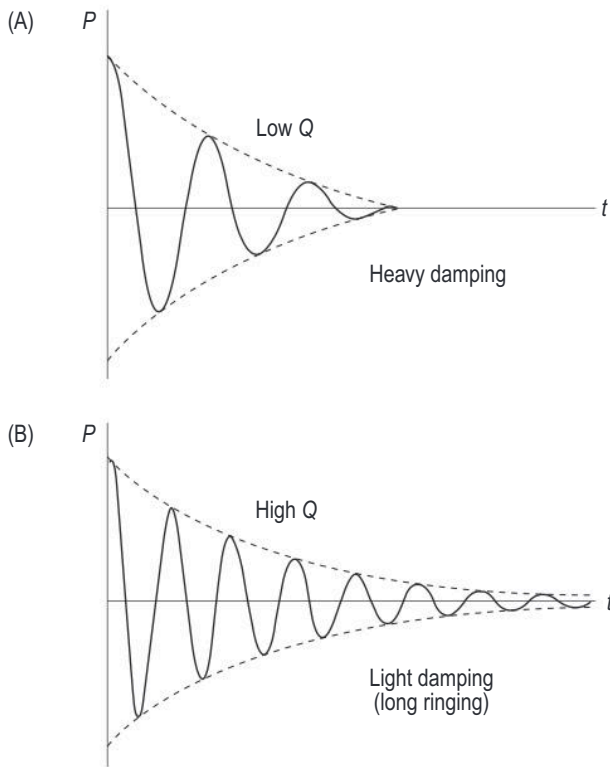 (A)
P
Low Q
t
Heavy damping
(B)
P
High Q
t
Light damping
(long ringing)